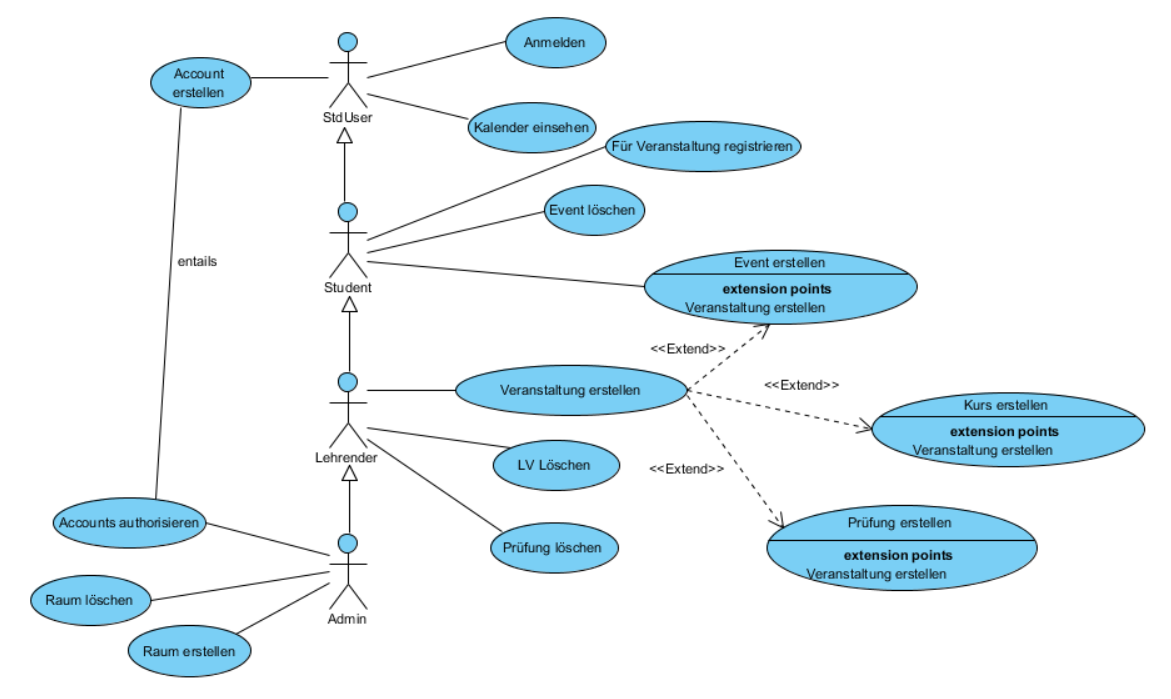 Anmelden
Account
erstellen
StdUser
Kalender einsehen
Für Veranstaltung registrieren
Event löschen
entails
Student
Event erstellen
extension points
Veranstaltung erstellen
<<Extend>>
Veranstaltung erstellen
<<Extend>>
Kurs erstellen
extension points
Veranstaltung erstellen
Lehrender
LV Löschen
<<Extend>>
Accounts authorisieren
Prüfung löschen
Prüfung erstellen
extension points
Veranstaltung erstellen
Raum löschen
Admin
Raum erstellen